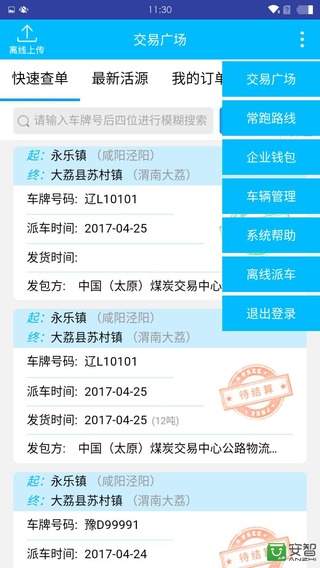 11:30
离线上传
交易广场
快速查单 最新活源 我的订单
请输入车牌号后四位进行模糊搜索
交易广场
常跑路线
企业钱包
车辆管理
系统帮助
离线派车
退出登录
起: 永乐镇 (咸阳泾阳)
终: 大荔县苏村镇 (渭南大荔)
车牌号码: 辽L10101
派车时间: 2017-04-25
发货时间:
发包方: 中国（太原）煤炭交易中心
起: 永乐镇 (咸阳泾阳)
终: 大荔县苏村镇 (渭南大荔)
车牌号码: 辽L10101
派车时间: 2017-04-25
发货时间: 2017-04-25 (12吨)
待结算
发包方: 中国（太原）煤炭交易中心公路物流...
起: 永乐镇 (咸阳泾阳)
终: 大荔县苏村镇 (渭南大荔)
车牌号码: 豫D99991
派车时间: 2017-04-24
安智
ANZHI